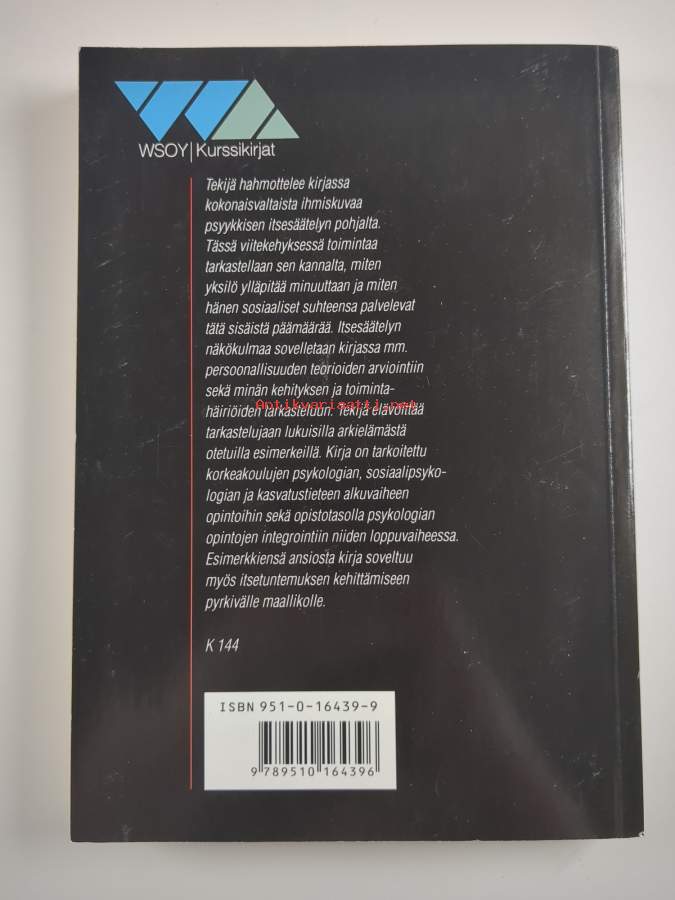 WSOY | Kurssikirjat
Tekijä hahmottelee kirjassa
kokonaisvaltaista ihmiskuvaa
psyykkisen itsesäätelyn pohjalta.
Tässä viitekehyksessä toimintaa
tarkastellaan sen kannalta, miten
yksilö ylläpitää minuuttaan ja miten
hänen sosiaaliset suhteensa palvelevat
tätä sisäistä päämäärää. Itsesäätelyn
näkökulmaa sovelletaan kirjassa mm.
persoonallisuuden teorioiden arviointiin
sekä minän kehityksen ja toiminta-
Antikvariaatti.net
häiriöiden tarkasteluun. Tekijä elävöittää
tarkastelujaan lukuisilla arkielämästä
otetuilla esimerkeillä. Kirja on tarkoitettu
korkeakoulujen psykologian, sosiaalipsyko-
logian ja kasvatustieteen alkuvaiheen
opintoihin sekä opistotasolla psykologian
opintojen integrointiin niiden loppuvaiheessa.
Esimerkkiensä ansiosta kirja soveltuu
myös itsetuntemuksen kehittämiseen
pyrkivälle maallikolle.
K 144
ISBN 951-0-16439-9
9 789510 164396